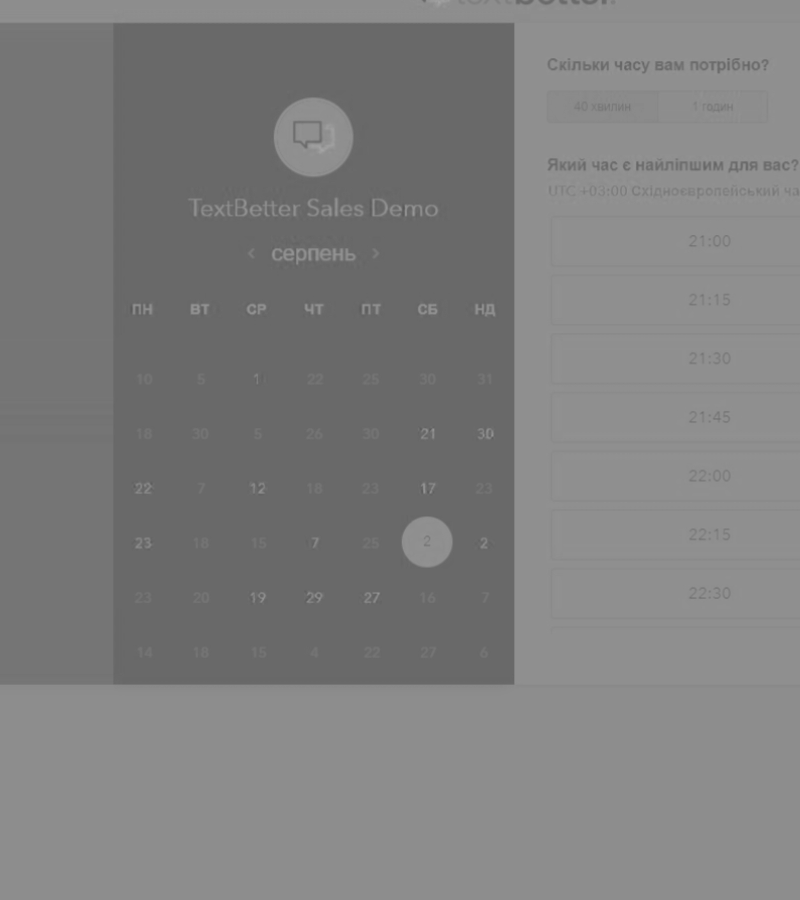 textbetter.
TextBetter Sales Demo
‹ серпень ›
ПН ВТ СР ЧТ ПТ СБ НД
10 5 1 22 25 30 31
18 30 5 26 30 21 30
22 7 12 18 23 17 23
23 18 15 7 25 2 2
23 20 19 29 27 16 7
14 18 15 4 22 27 6
Скільки часу вам потрібно?
40 хвилин 1 годин
Який час є найліпшим для вас?
UTC +03:00 Східноєвропейський ча
21:00
21:15
21:30
21:45
22:00
22:15
22:30